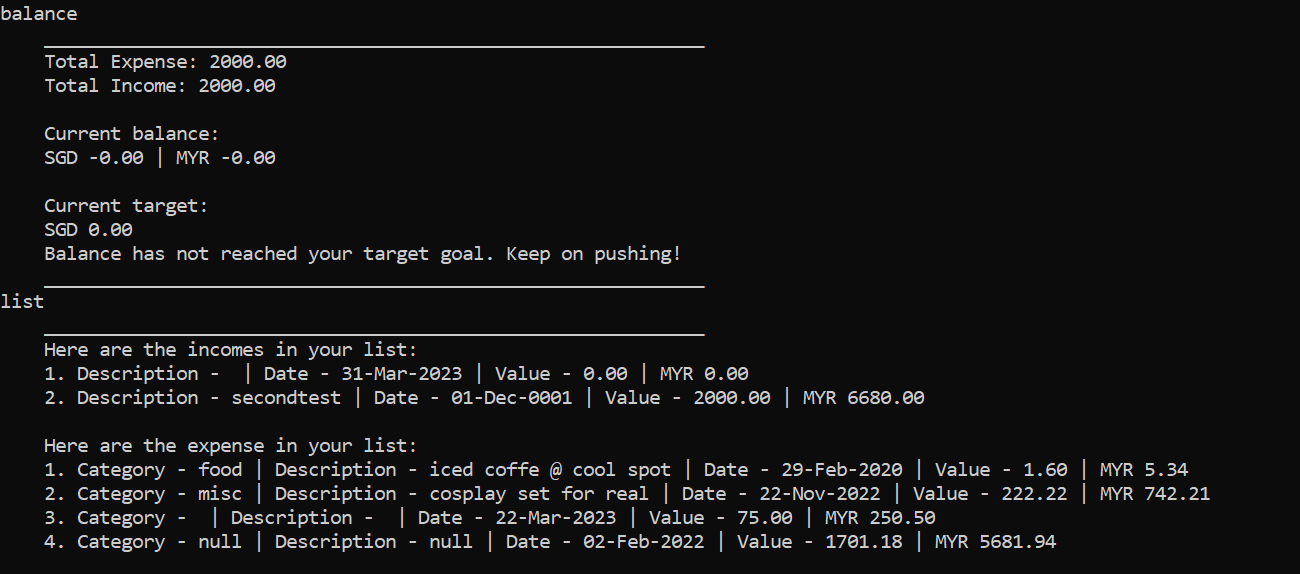 balance
Total Expense: 2000.00
Total Income: 2000.00
Current balance:
SGD -0.00 | MYR -0.00
Current target:
SGD 0.00
Balance has not reached your target goal. Keep on pushing!
list
Here are the incomes in your list:
1. Description -  | Date - 31-Mar-2023 | Value - 0.00 | MYR 0.00
2. Description - secondtest | Date - 01-Dec-0001 | Value - 2000.00 | MYR 6680.00
Here are the expense in your list:
1. Category - food | Description - iced coffe @ cool spot | Date - 29-Feb-2020 | Value - 1.60 | MYR 5.34
2. Category - misc | Description - cosplay set for real | Date - 22-Nov-2022 | Value - 222.22 | MYR 742.21
3. Category -  | Description -  | Date - 22-Mar-2023 | Value - 75.00 | MYR 250.50
4. Category - null | Description - null | Date - 02-Feb-2022 | Value - 1701.18 | MYR 5681.94